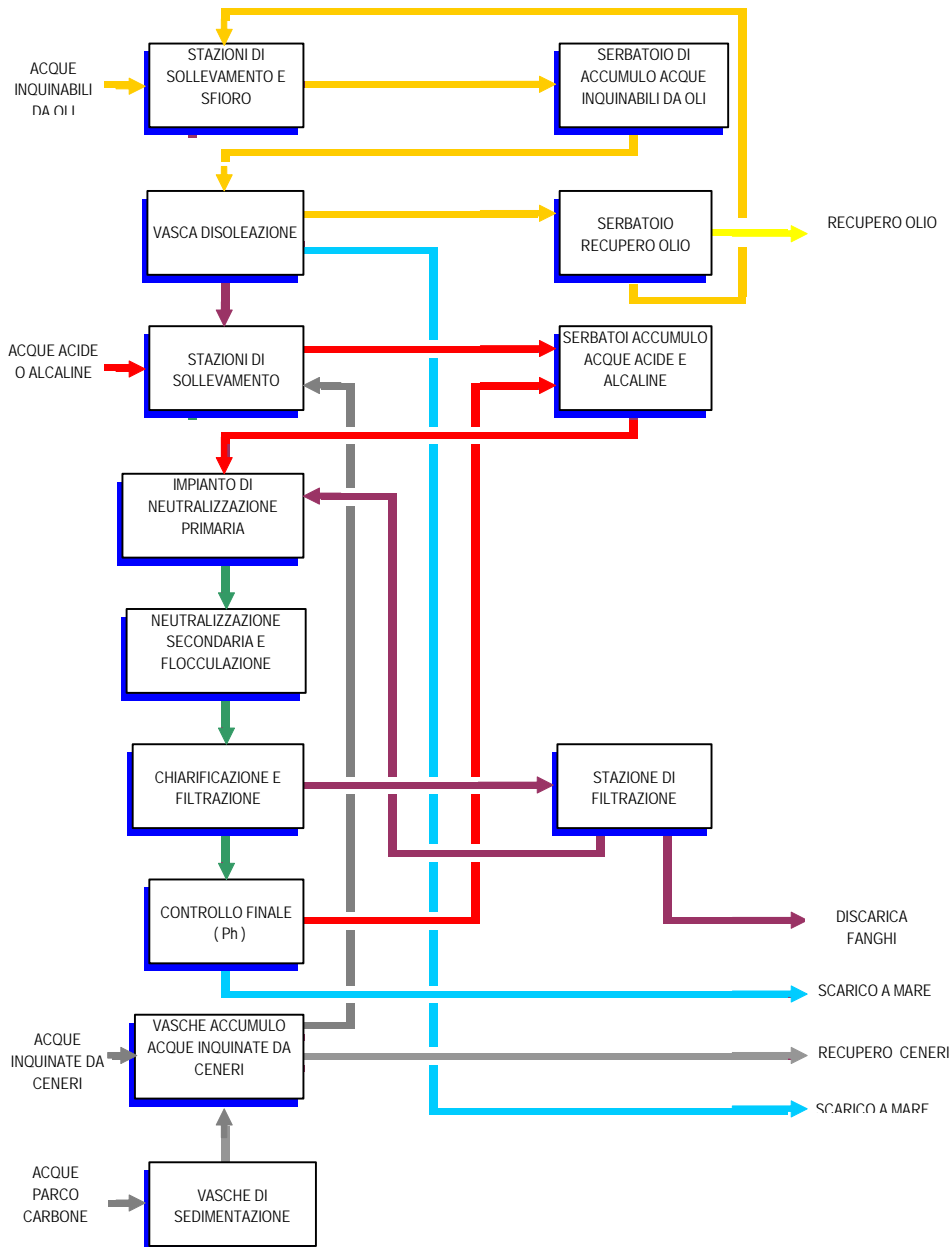 STAZIONI DI
SOLLEVAMENTO E
SFIORO
SERBATOIO DI
ACCUMULO ACQUE
INQUINABILI DA OLI
ACQUE
INQUINABILI
DA OLI
VASCA DISOLEAZIONE
SERBATOIO
RECUPERO OLIO
RECUPERO OLIO
ACQUE ACIDE
O ALCALINE
STAZIONI DI
SOLLEVAMENTO
SERBATOI ACCUMULO
ACQUE ACIDE E
ALCALINE
IMPIANTO DI
NEUTRALIZZAZIONE
PRIMARIA
NEUTRALIZZAZIONE
SECONDARIA E
FLOCCULAZIONE
CHIARIFICAZIONE E
FILTRAZIONE
STAZIONE DI
FILTRAZIONE
CONTROLLO FINALE
( Ph )
DISCARICA
FANGHI
SCARICO A MARE
ACQUE
INQUINATE DA
CENERI
VASCHE ACCUMULO
ACQUE INQUINATE DA
CENERI
RECUPERO CENERI
SCARICO A MARE
ACQUE
PARCO
CARBONE
VASCHE DI
SEDIMENTAZIONE